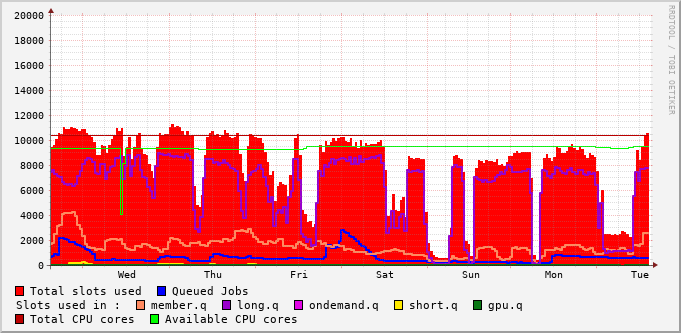 20000
18000
16000
14000
12000
10000
8000
6000
4000
2000
0
Wed Thu Fri Sat Sun Mon Tue
RRDTOOL / TOBI OETIKER
Total slots used Queued Jobs
Slots used in : member.q long.q ondemand.q short.q gpu.q
Total CPU cores Available CPU cores